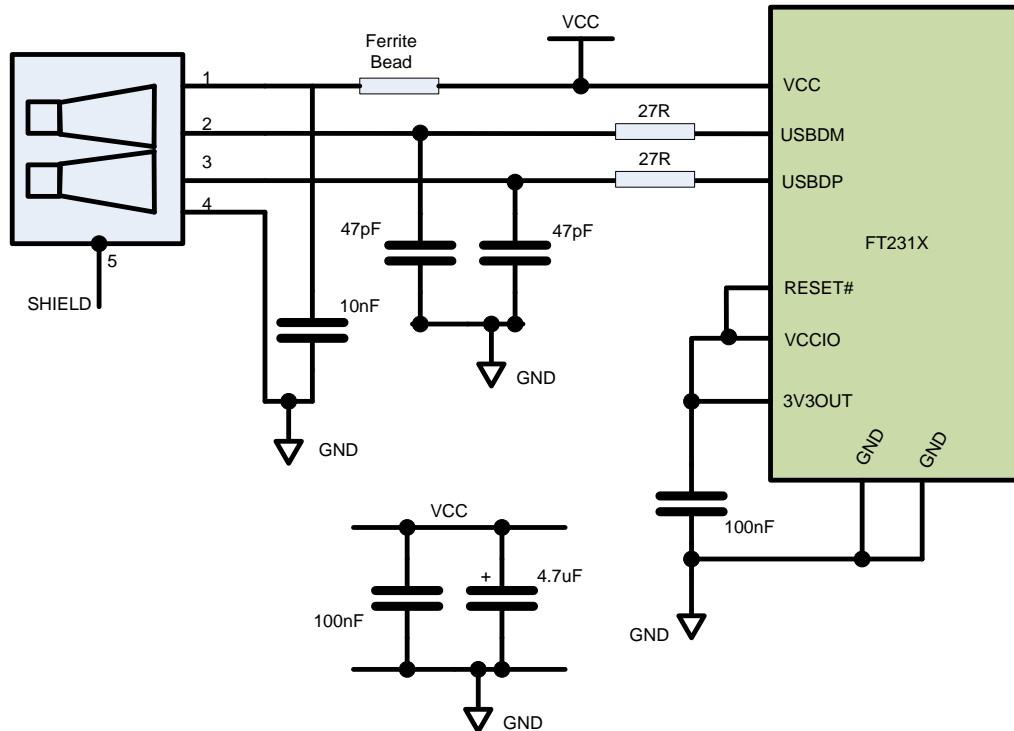 VCC
Ferrite
Bead
1
VCC
27R
2
USBDM
27R
3
USBDP
4
47pF
47pF
FT231X
5
SHIELD
10nF
RESET#
VCCIO
GND
3V3OUT
GND
GND
GND
VCC
100nF
4.7uF
+
100nF
GND
GND